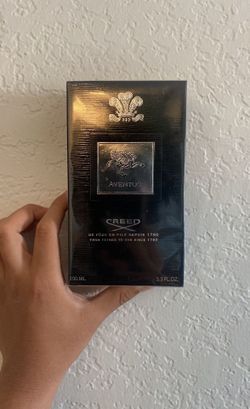 AVENTUS
CREED
DE PÈRE EN FILS DEPUIS 1760
FROM FATHER TO SON SINCE 1760
100 ML
3.3 FL.OZ.